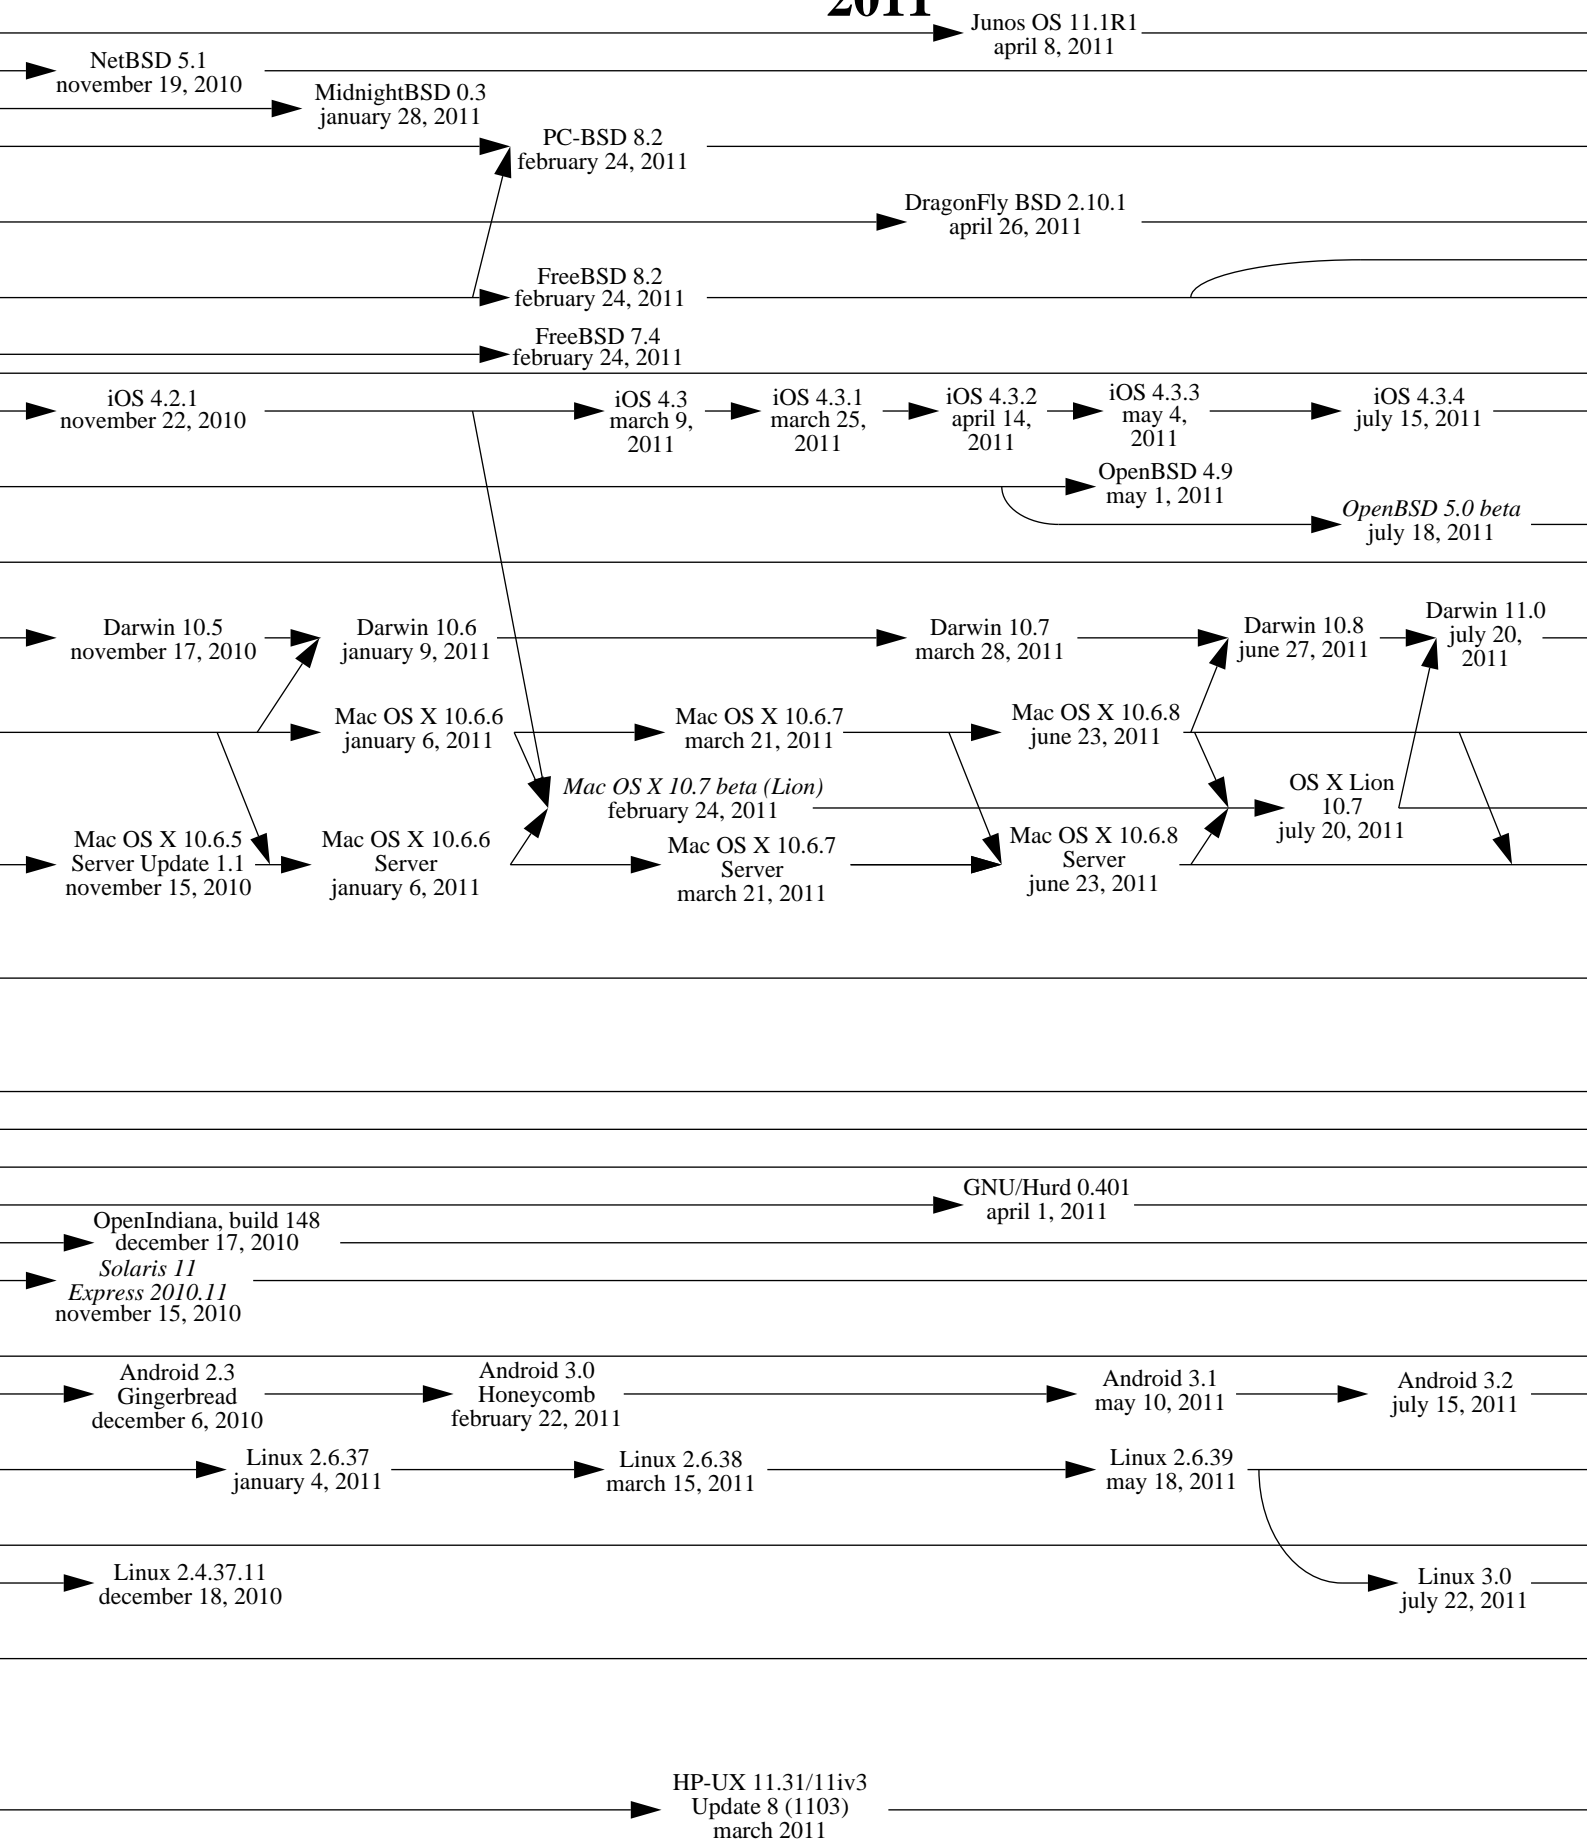 2011
Junos OS 11.1R1
april 8, 2011
NetBSD 5.1
november 19, 2010
MidnightBSD 0.3
january 28, 2011
PC-BSD 8.2
february 24, 2011
DragonFly BSD 2.10.1
april 26, 2011
FreeBSD 8.2
february 24, 2011
FreeBSD 7.4
february 24, 2011
iOS 4.2.1
november 22, 2010
iOS 4.3
march 9,
2011
iOS 4.3.1
march 25,
2011
iOS 4.3.2
april 14,
2011
iOS 4.3.3
may 4,
2011
iOS 4.3.4
july 15, 2011
OpenBSD 4.9
may 1, 2011
OpenBSD 5.0 beta
july 18, 2011
Darwin 10.5
november 17, 2010
Darwin 10.6
january 9, 2011
Darwin 10.7
march 28, 2011
Darwin 10.8
june 27, 2011
Darwin 11.0
july 20,
2011
Mac OS X 10.6.6
january 6, 2011
Mac OS X 10.6.7
march 21, 2011
Mac OS X 10.6.8
june 23, 2011
Mac OS X 10.7 beta (Lion)
february 24, 2011
OS X Lion
10.7
july 20, 2011
Mac OS X 10.6.5
Server Update 1.1
november 15, 2010
Mac OS X 10.6.6
Server
january 6, 2011
Mac OS X 10.6.7
Server
march 21, 2011
Mac OS X 10.6.8
Server
june 23, 2011
GNU/Hurd 0.401
april 1, 2011
OpenIndiana, build 148
december 17, 2010
Solaris 11
Express 2010.11
november 15, 2010
Android 2.3
Gingerbread
december 6, 2010
Android 3.0
Honeycomb
february 22, 2011
Android 3.1
may 10, 2011
Android 3.2
july 15, 2011
Linux 2.6.37
january 4, 2011
Linux 2.6.38
march 15, 2011
Linux 2.6.39
may 18, 2011
Linux 2.4.37.11
december 18, 2010
Linux 3.0
july 22, 2011
HP-UX 11.31/11iv3
Update 8 (1103)
march 2011